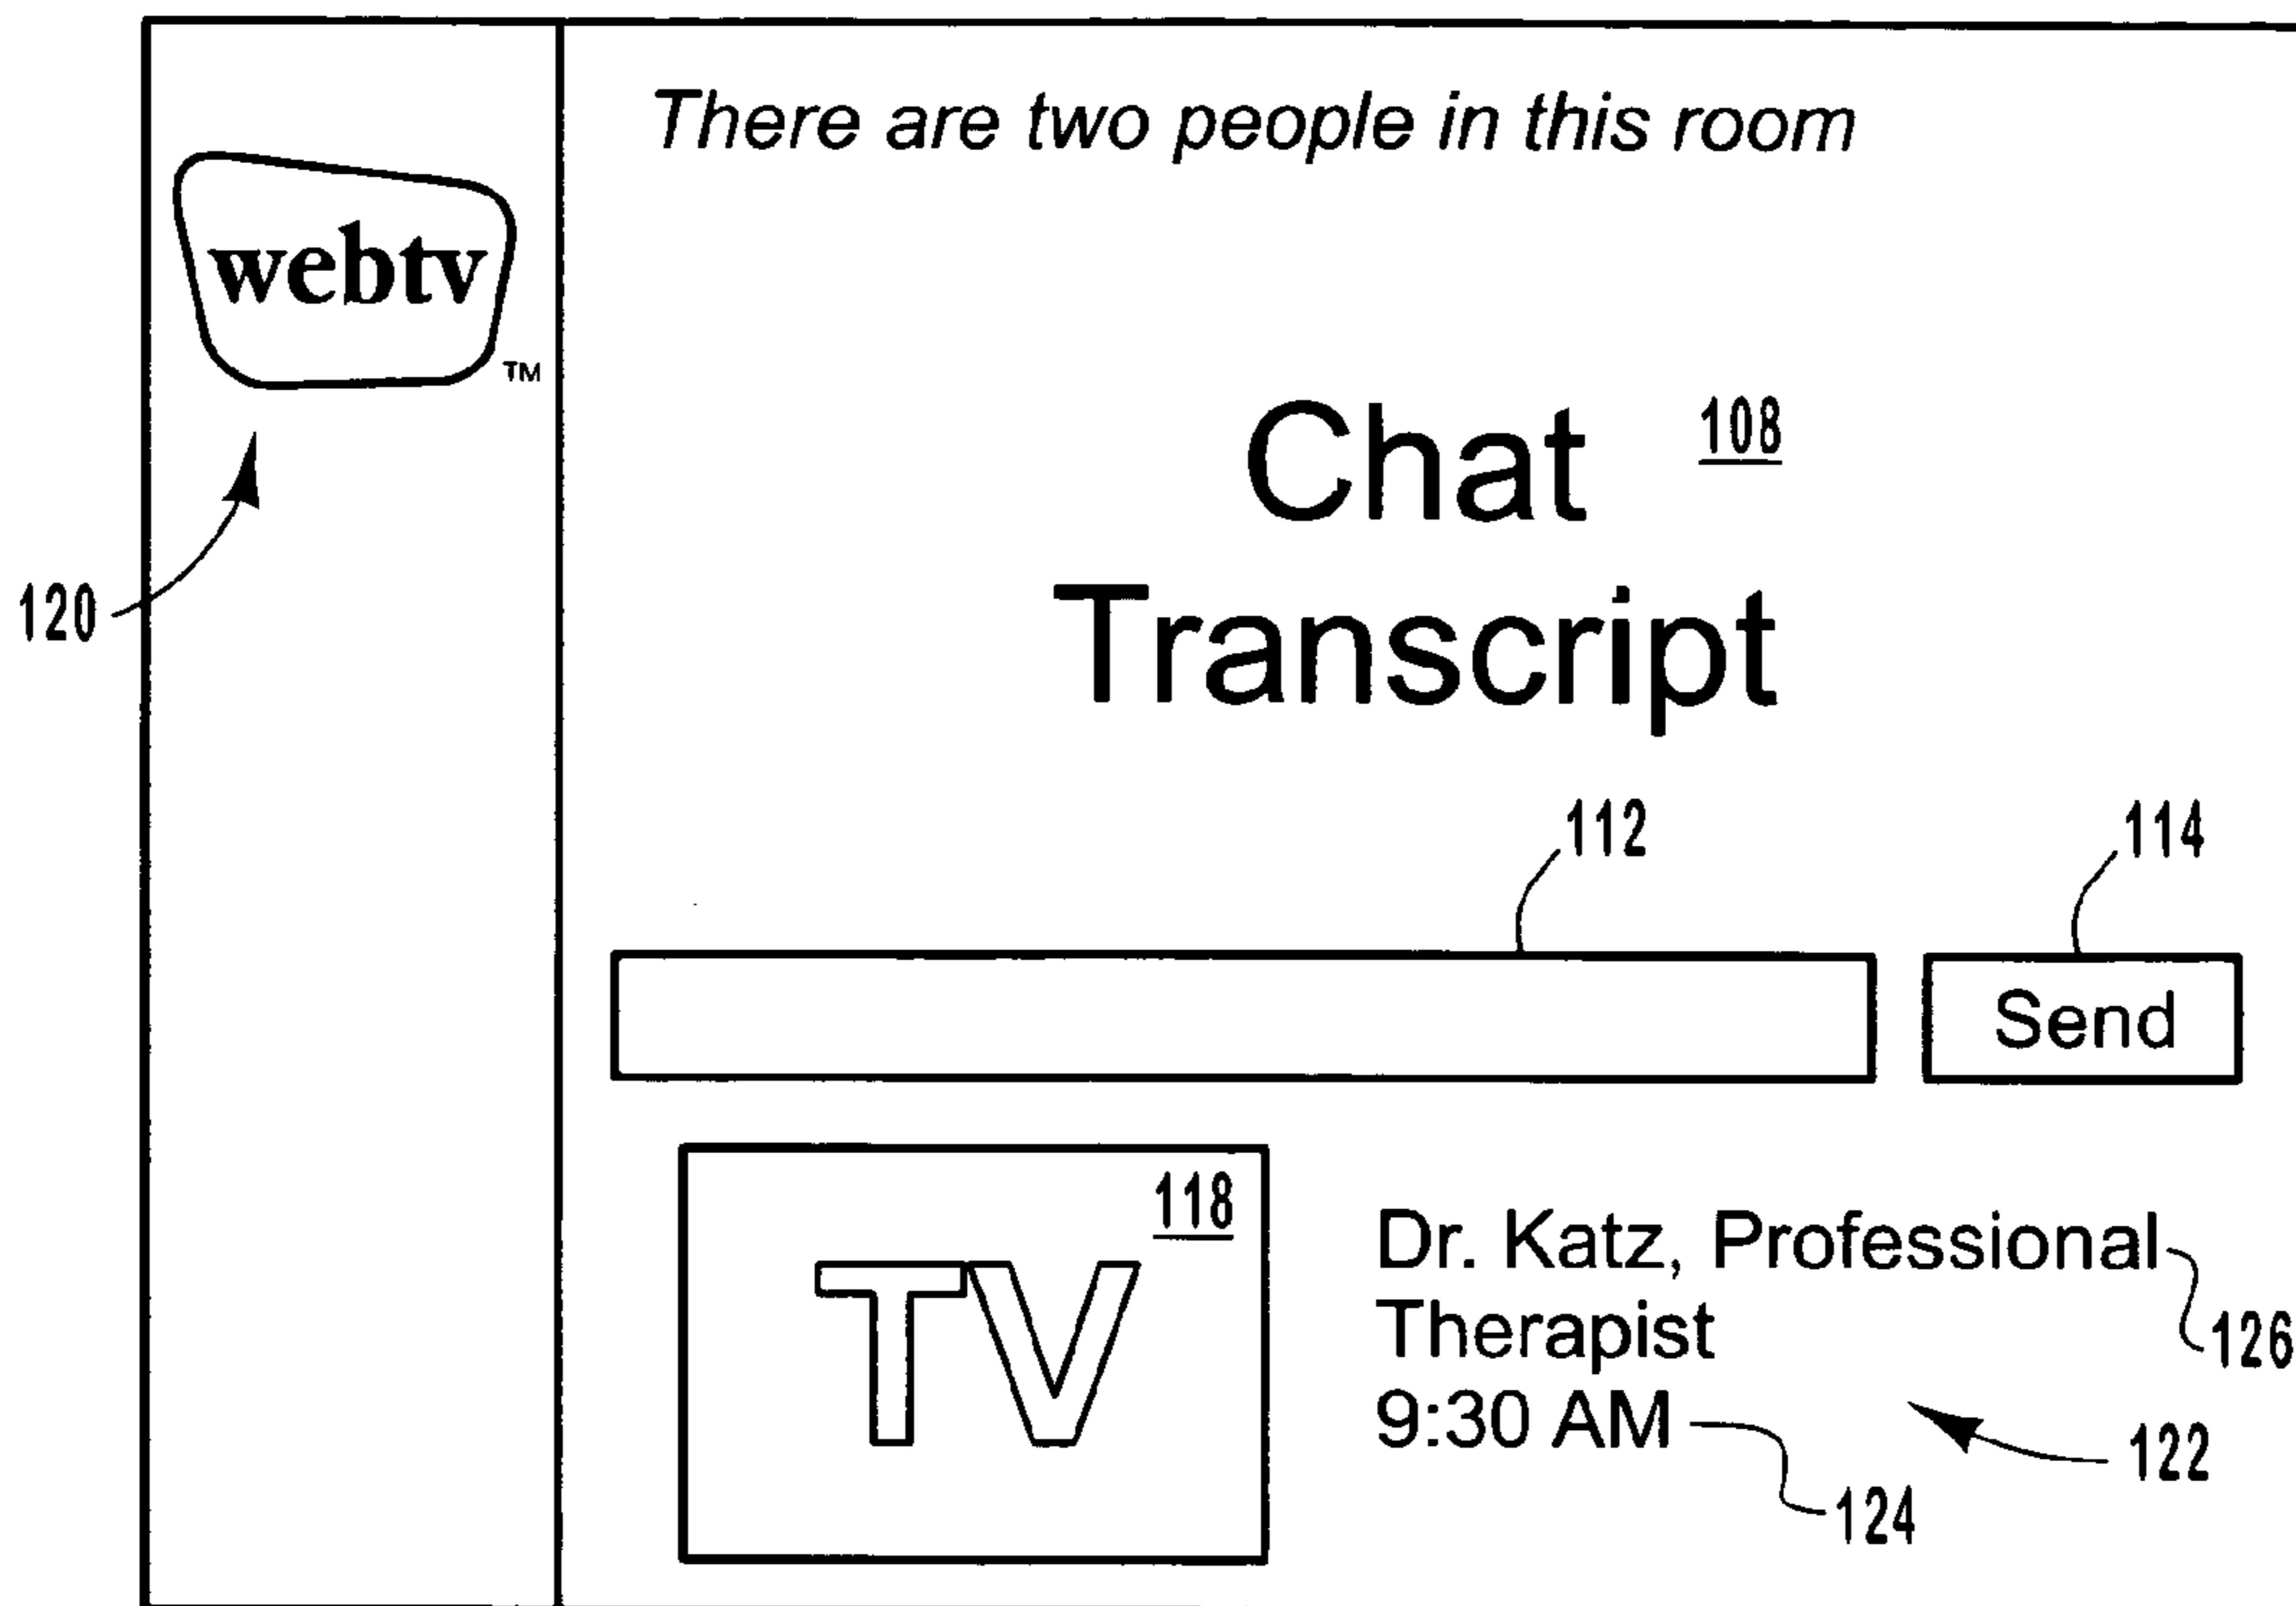 There are two people in this room
webtv
TM
Chat 108
Transcript
120
112
114
Send
118
TV
Dr. Katz, Professional
Therapist
126
9:30 AM
122
124